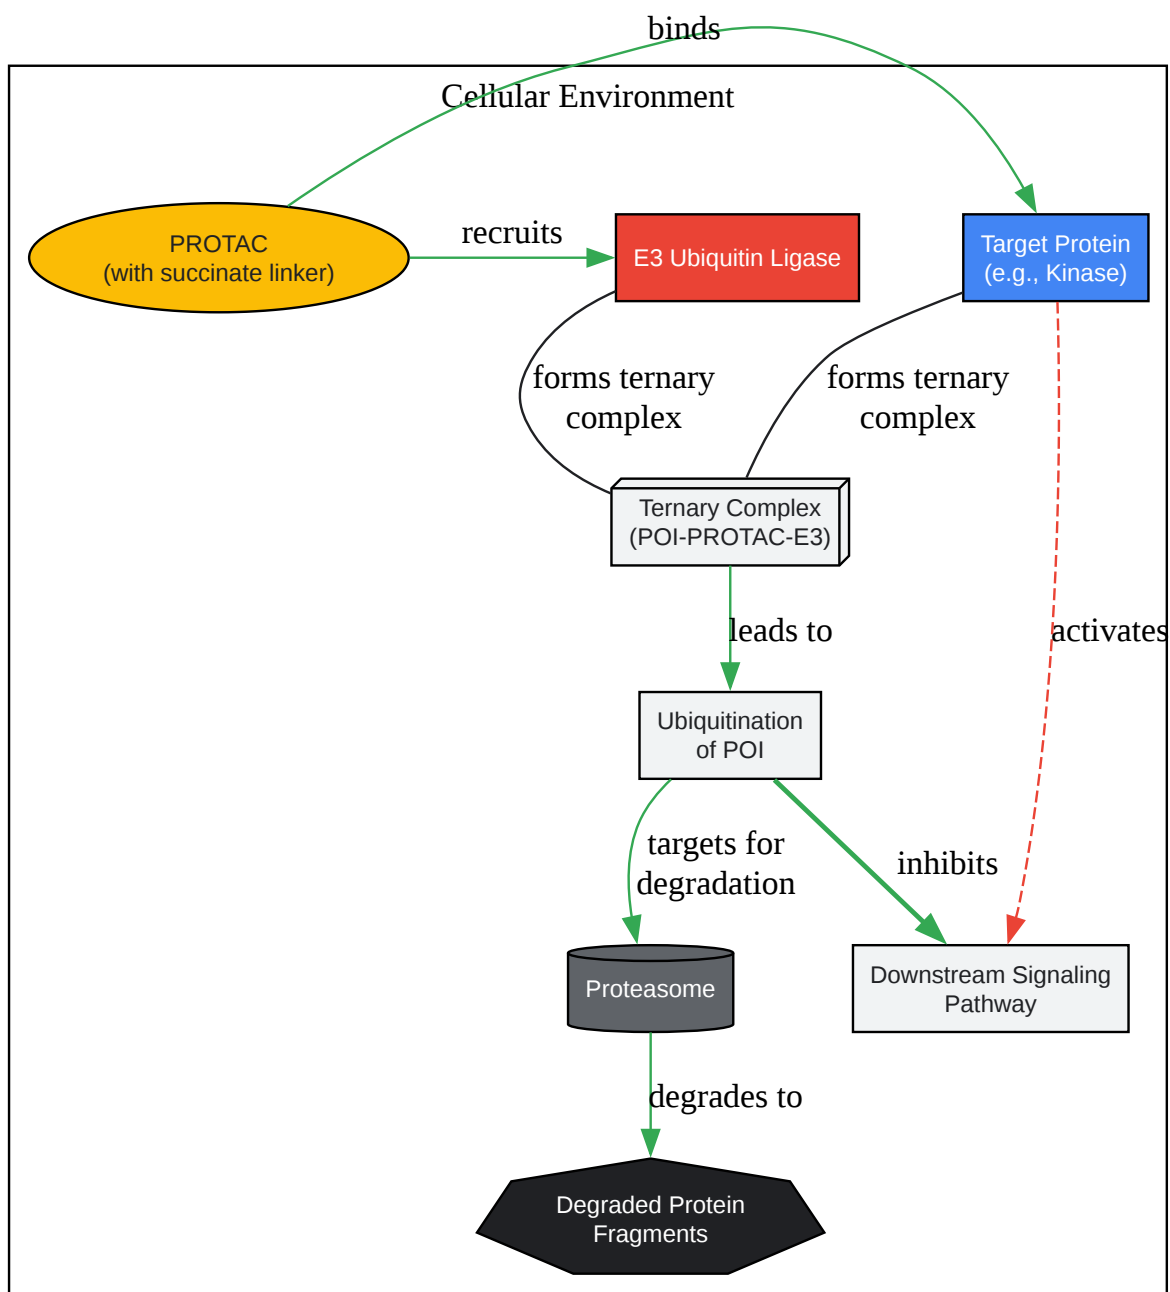 binds
Cellular Environment
PROTAC
(with succinate linker)
recruits
E3 Ubiquitin Ligase
Target Protein
(e.g., Kinase)
forms ternary
complex
forms ternary
complex
Ternary Complex
(POI-PROTAC-E3)
leads to
activates
Ubiquitination
of POI
targets for
degradation
inhibits
Proteasome
Downstream Signaling
Pathway
degrades to
Degraded Protein
Fragments